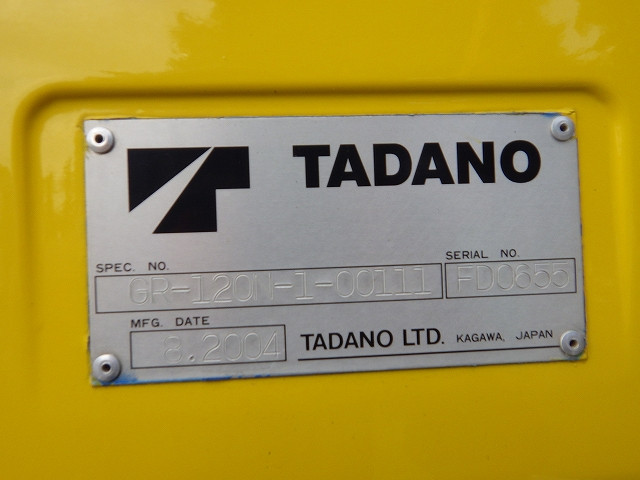 TADANO
SPEC. NO.
GR-120N-1-00111
SERIAL NO.
FD0655
MFG. DATE
8.2004
TADANO LTD. KAGAWA, JAPAN